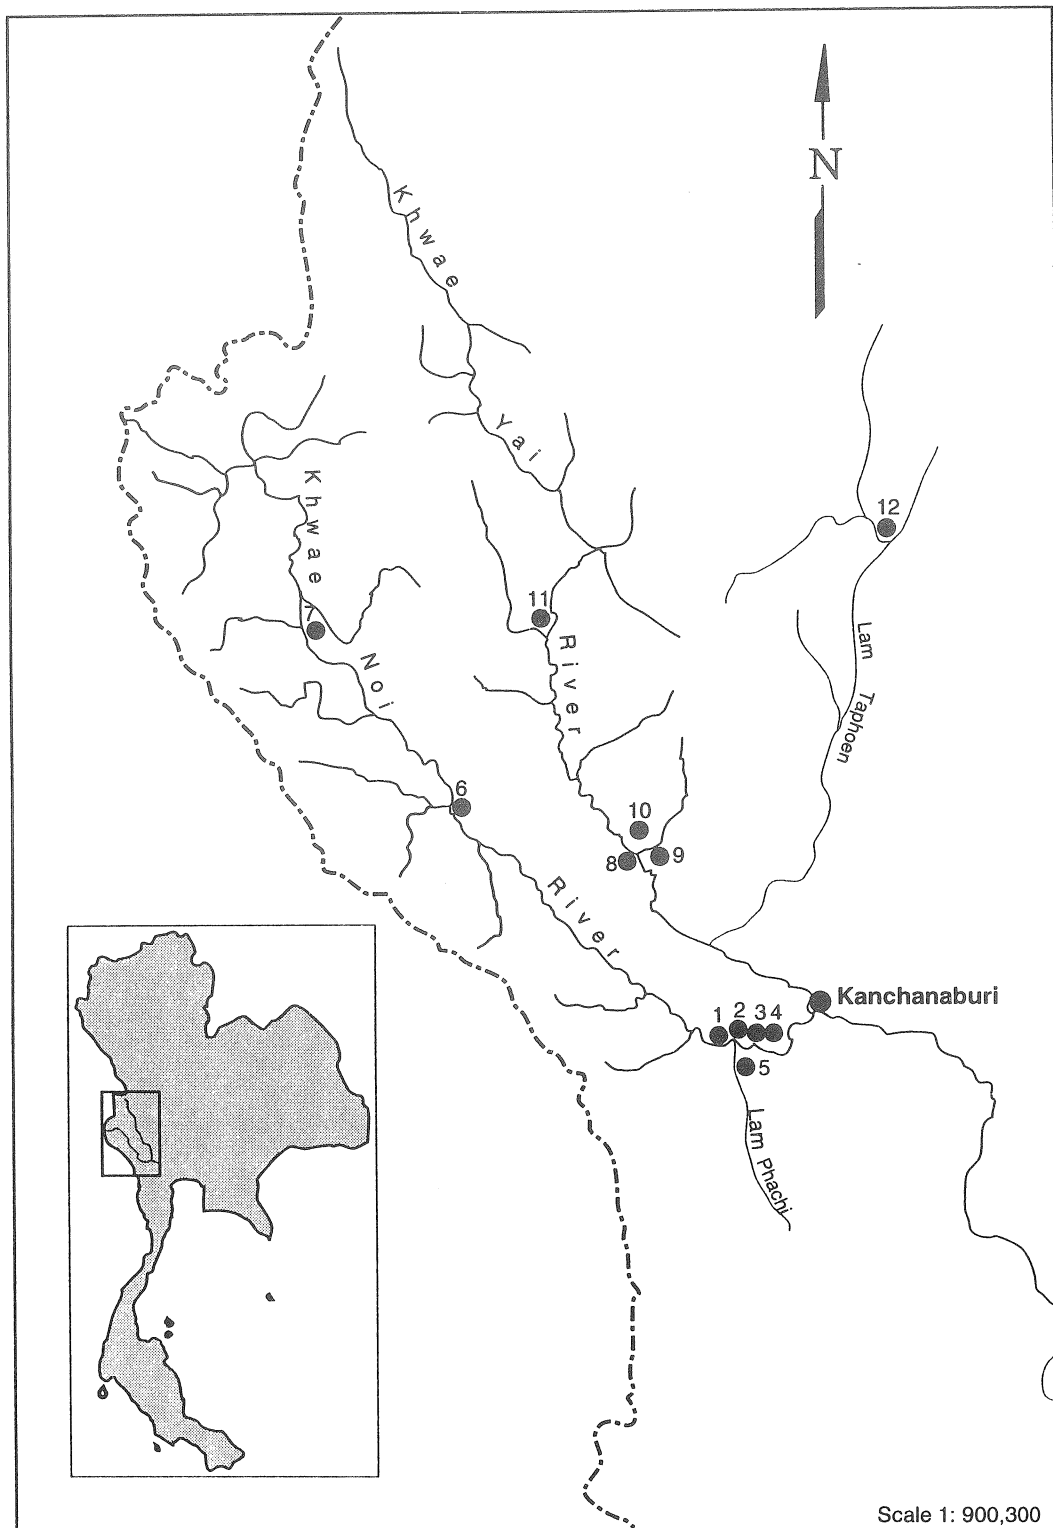 N
Khwae
Yai
River
Khwae
Noi
River
Lam
Taphoen
Lam Phachi
Kanchanaburi
1
2
3
4
5
6
7
8
9
10
11
12
Scale 1: 900,300